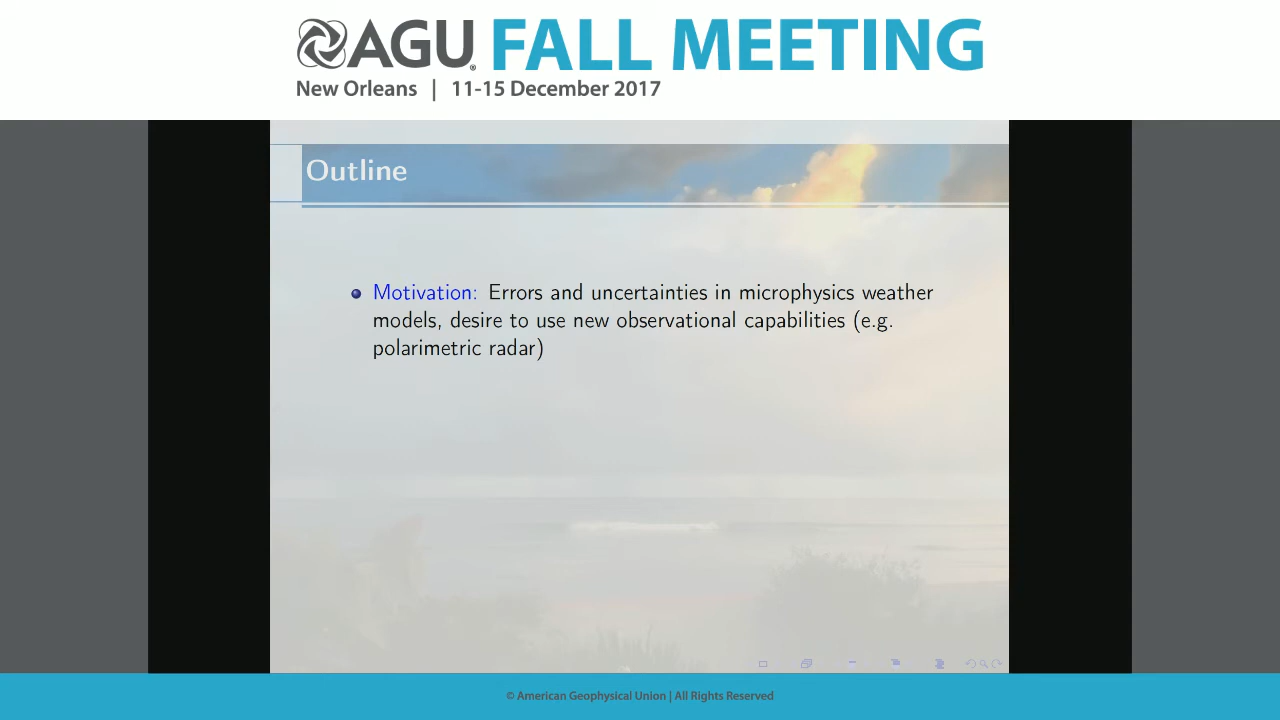 AGU FALL MEETING
New Orleans | 11-15 December 2017
Outline
Motivation: Errors and uncertainties in microphysics weather
models, desire to use new observational capabilities (e.g.
polarimetric radar)
© American Geophysical Union | All Rights Reserved